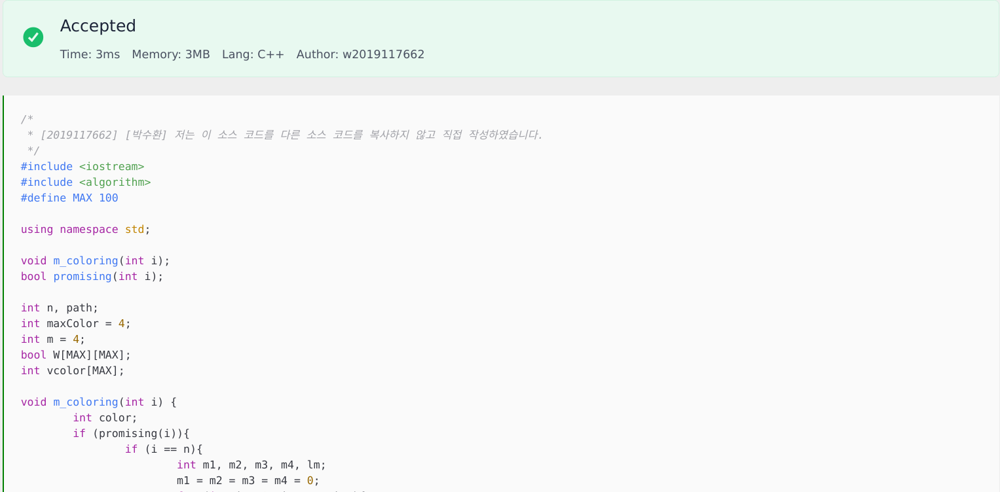 Accepted
Time: 3ms Memory: 3MB Lang: C++ Author: w2019117662
/*
 * [2019117662] [박수환] 저는 이 소스 코드를 다른 소스 코드를 복사하지 않고 직접 작성하였습니다.
 */
#include <iostream>
#include <algorithm>
#define MAX 100
using namespace std;
void m_coloring(int i);
bool promising(int i);
int n, path;
int maxColor = 4;
int m = 4;
bool W[MAX][MAX];
int vcolor[MAX];
void m_coloring(int i) {
        int color;
        if (promising(i)){
                if (i == n){
                        int m1, m2, m3, m4, lm;
                        m1 = m2 = m3 = m4 = 0;